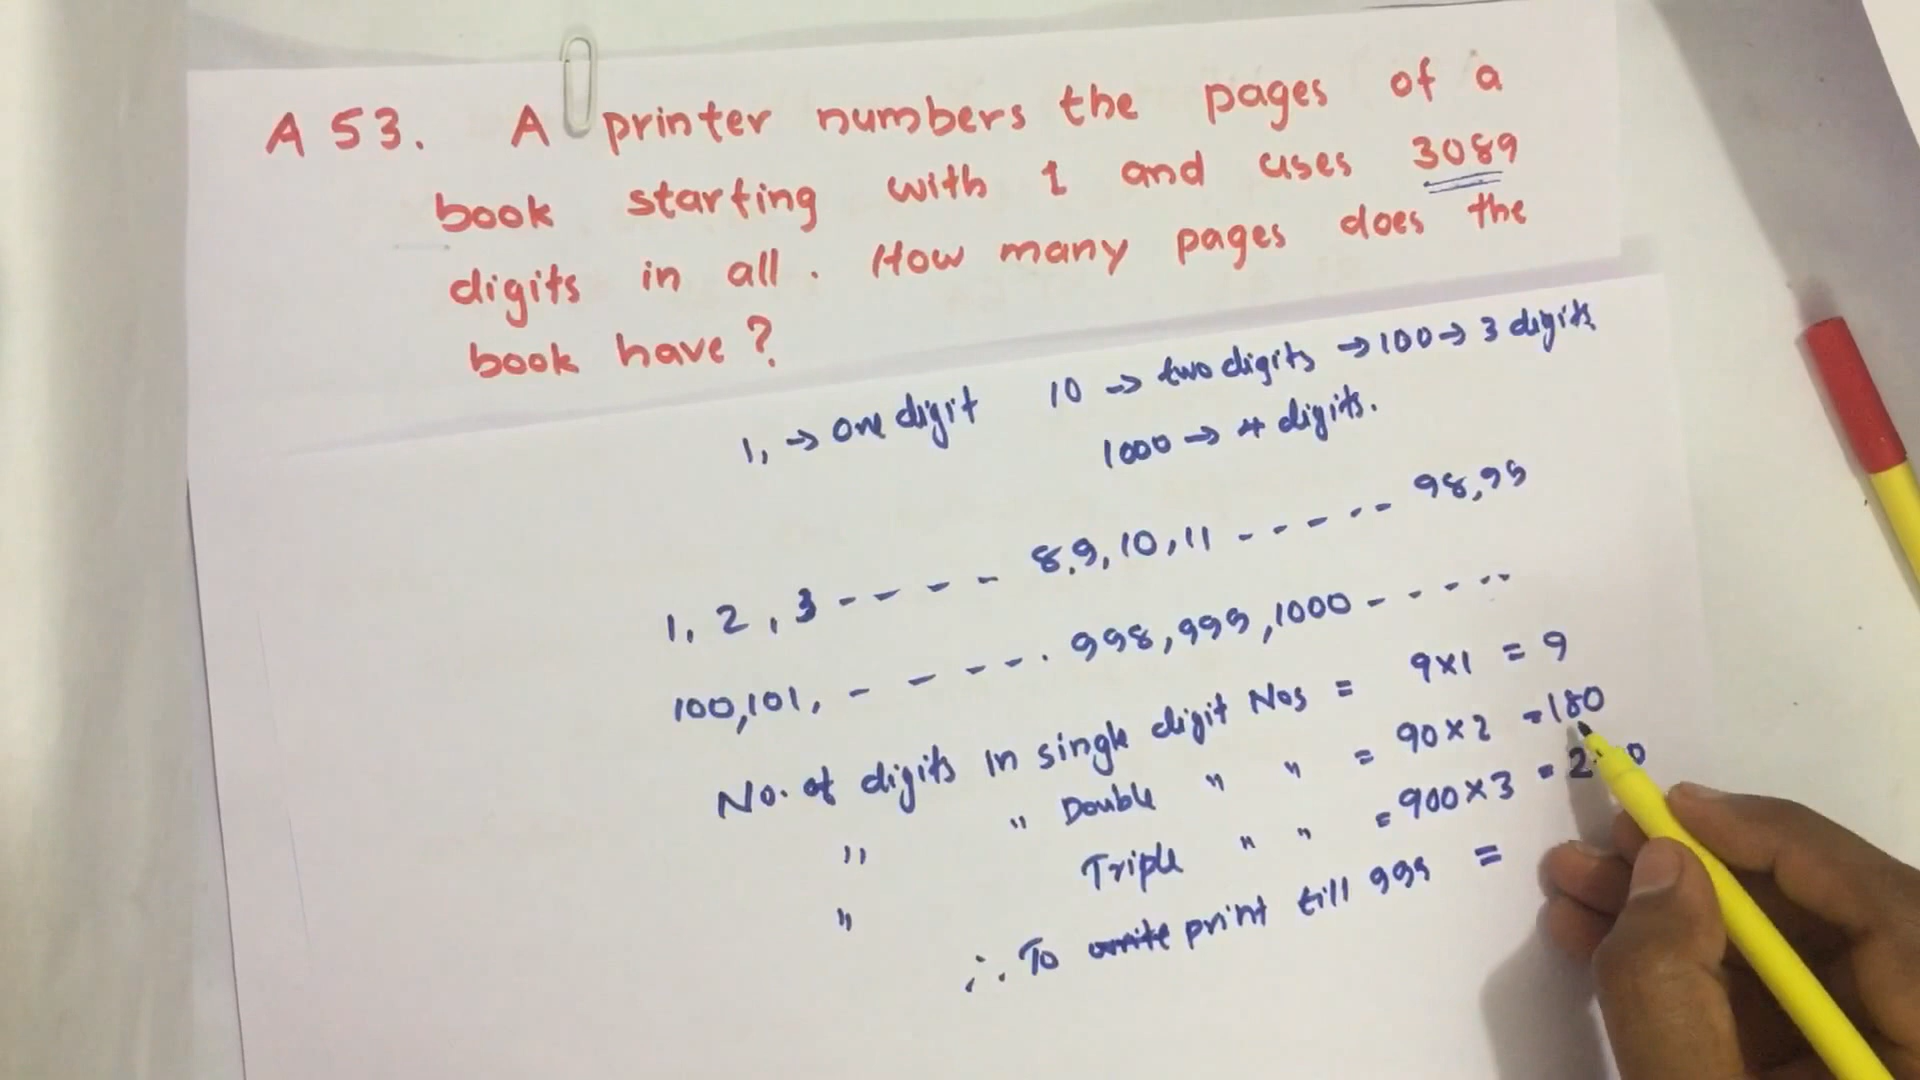 A 53. A printer numbers the pages of a
book starting with 1 and uses 3089
digits in all. How many pages does the
book have?
1, → one digit 10 → two digits → 100 → 3 digits
1000 → 4 digits.
1, 2, 3 - - - - - 8, 9, 10, 11 - - - - - - 98, 99
100, 101, - - - - -. 998, 999, 1000 - - - - - -
No. of digits in single digit Nos = 9×1 = 9
" " Double " " = 90×2 = 180
" Triple " " = 900×3 =
∴ To print till 999 =